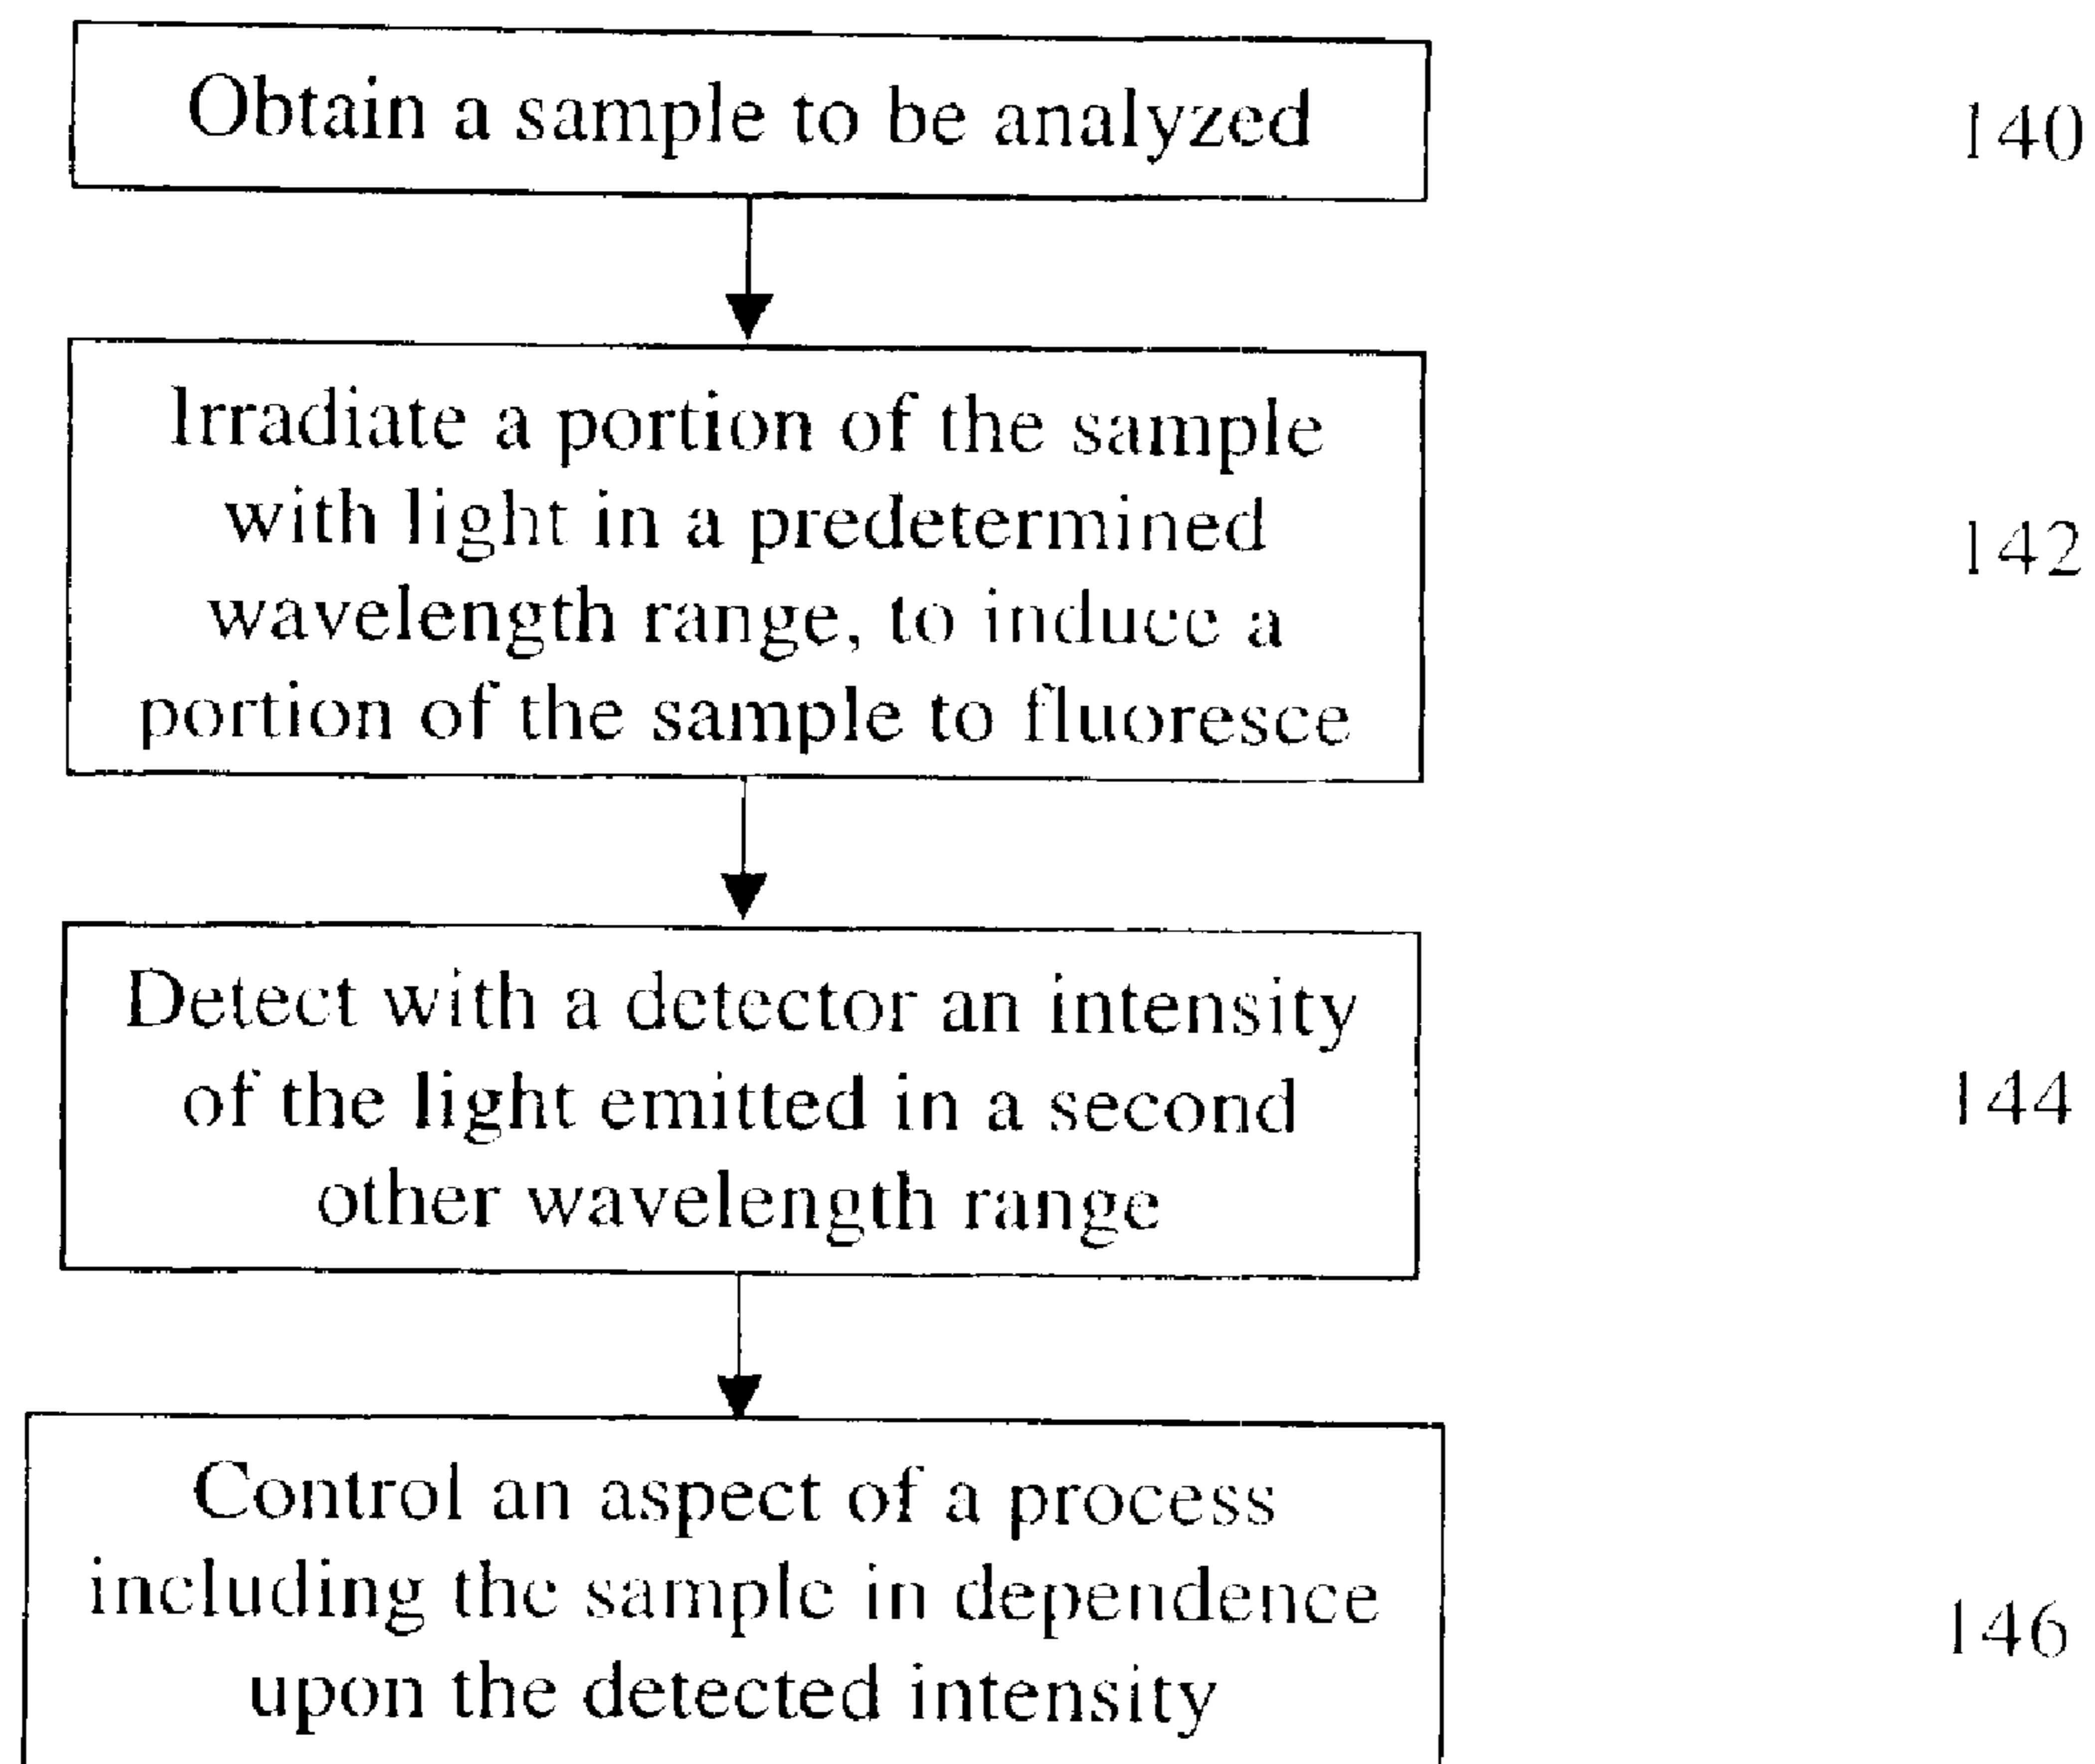 Obtain a sample to be analyzed
140
Irradiate a portion of the sample
with light in a predetermined
wavelength range, to induce a
portion of the sample to fluoresce
142
Detect with a detector an intensity
of the light emitted in a second
other wavelength range
144
Control an aspect of a process
including the sample in dependence
upon the detected intensity
146